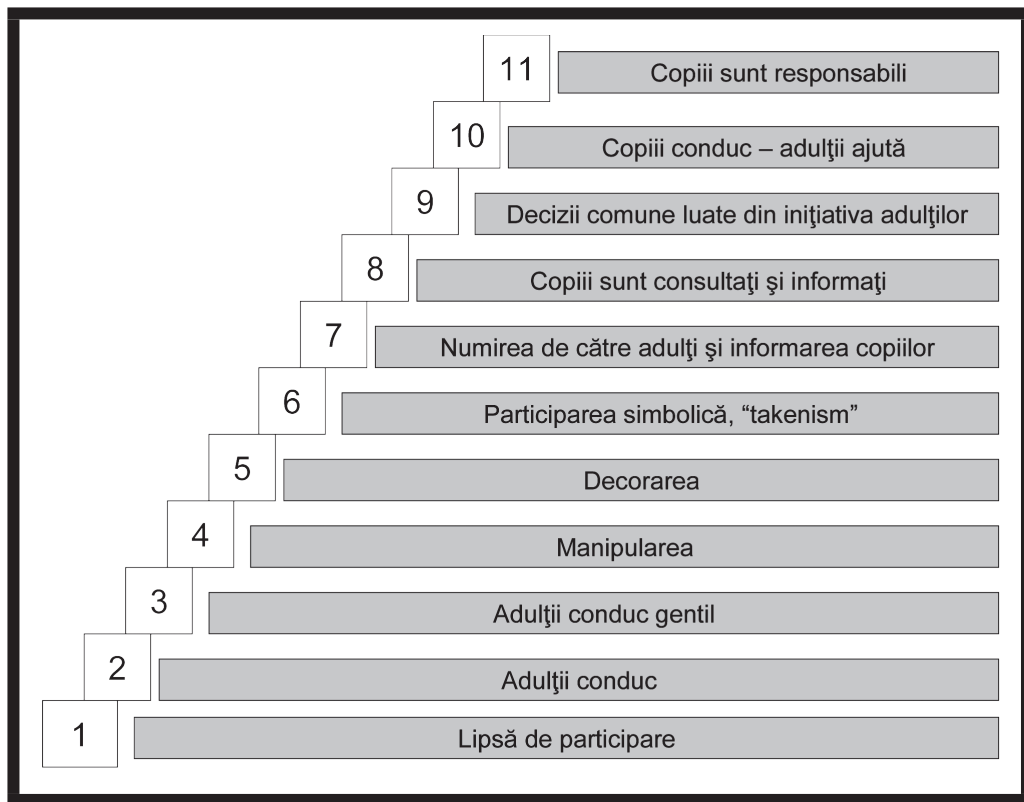 11 Copiii sunt responsabili
10 Copiii conduc – adulţii ajută
9 Decizii comune luate din iniţiativa adulţilor
8 Copiii sunt consultaţi şi informaţi
7 Numirea de către adulţi şi informarea copiilor
6 Participarea simbolică, “takenism”
5 Decorarea
4 Manipularea
3 Adulţii conduc gentil
2 Adulţii conduc
1 Lipsă de participare